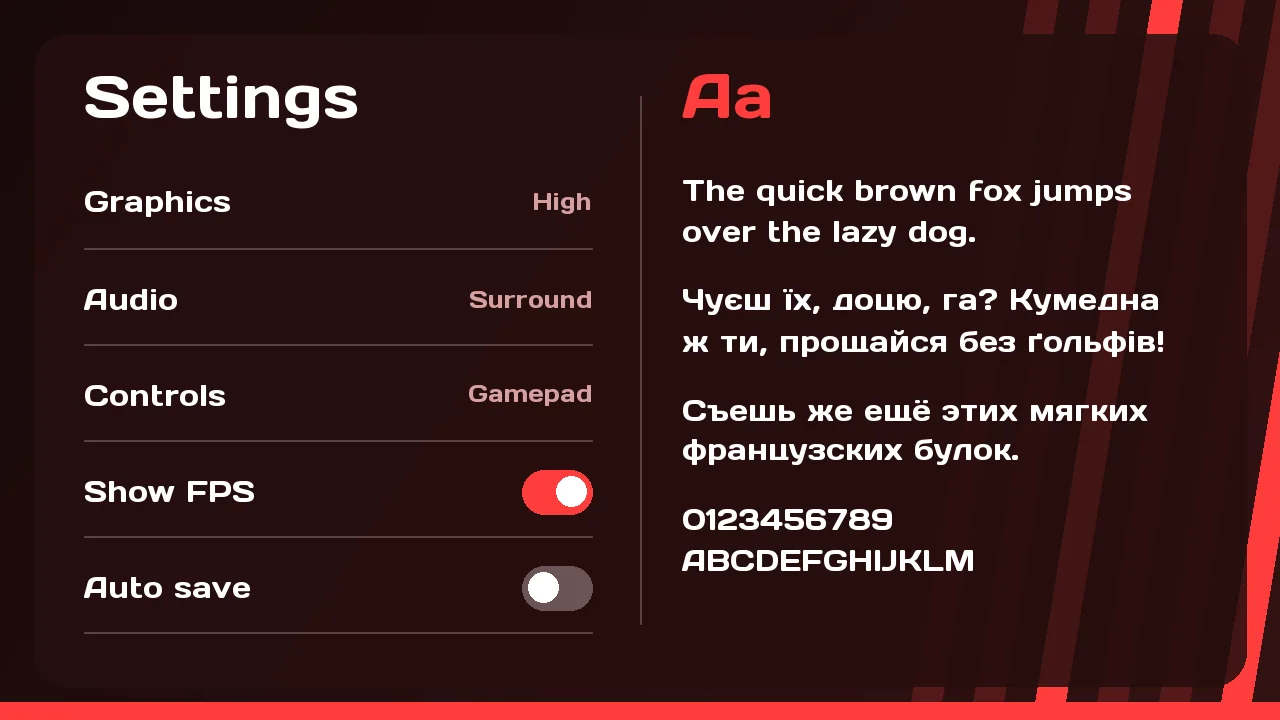 Settings
Graphics High
Audio Surround
Controls Gamepad
Show FPS
Auto save
Aa
The quick brown fox jumps
over the lazy dog.
Чуєш їх, доцю, га? Кумедна
ж ти, прощайся без ґольфів!
Съешь же ещё этих мягких
французских булок.
0123456789
ABCDEFGHIJKLM